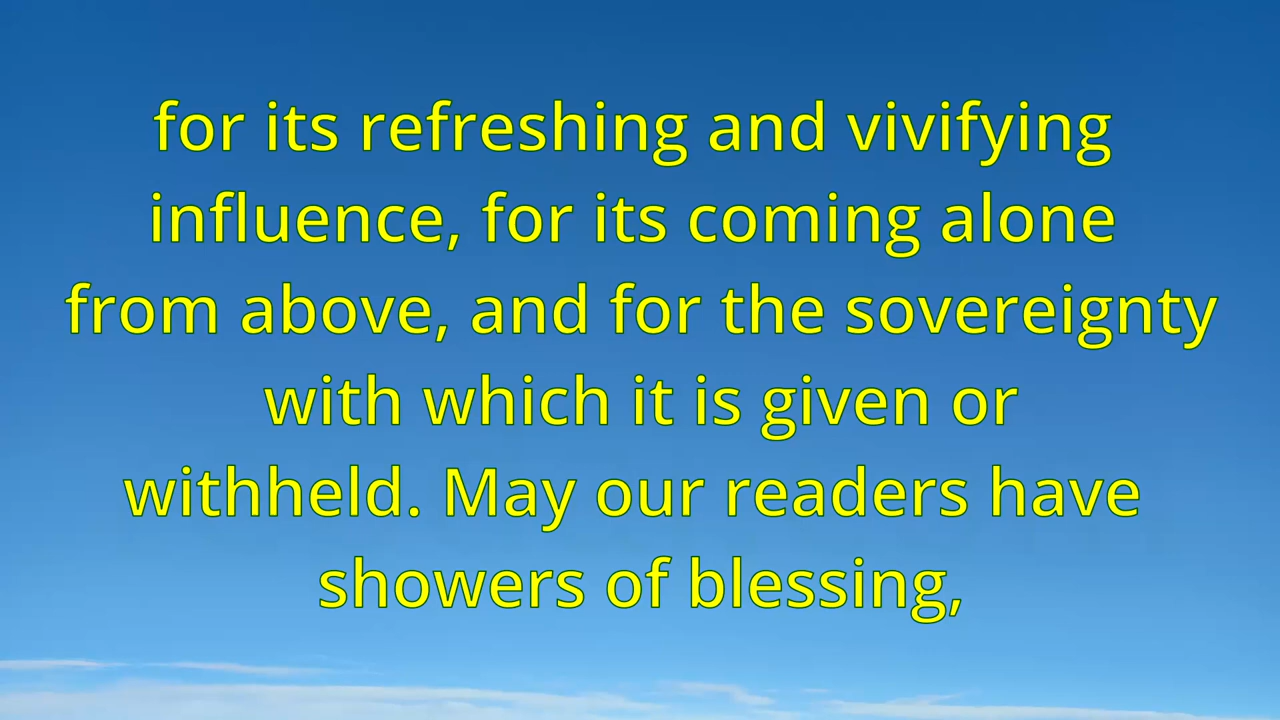 for its refreshing and vivifying
influence, for its coming alone
from above, and for the sovereignty
with which it is given or
withheld. May our readers have
showers of blessing,